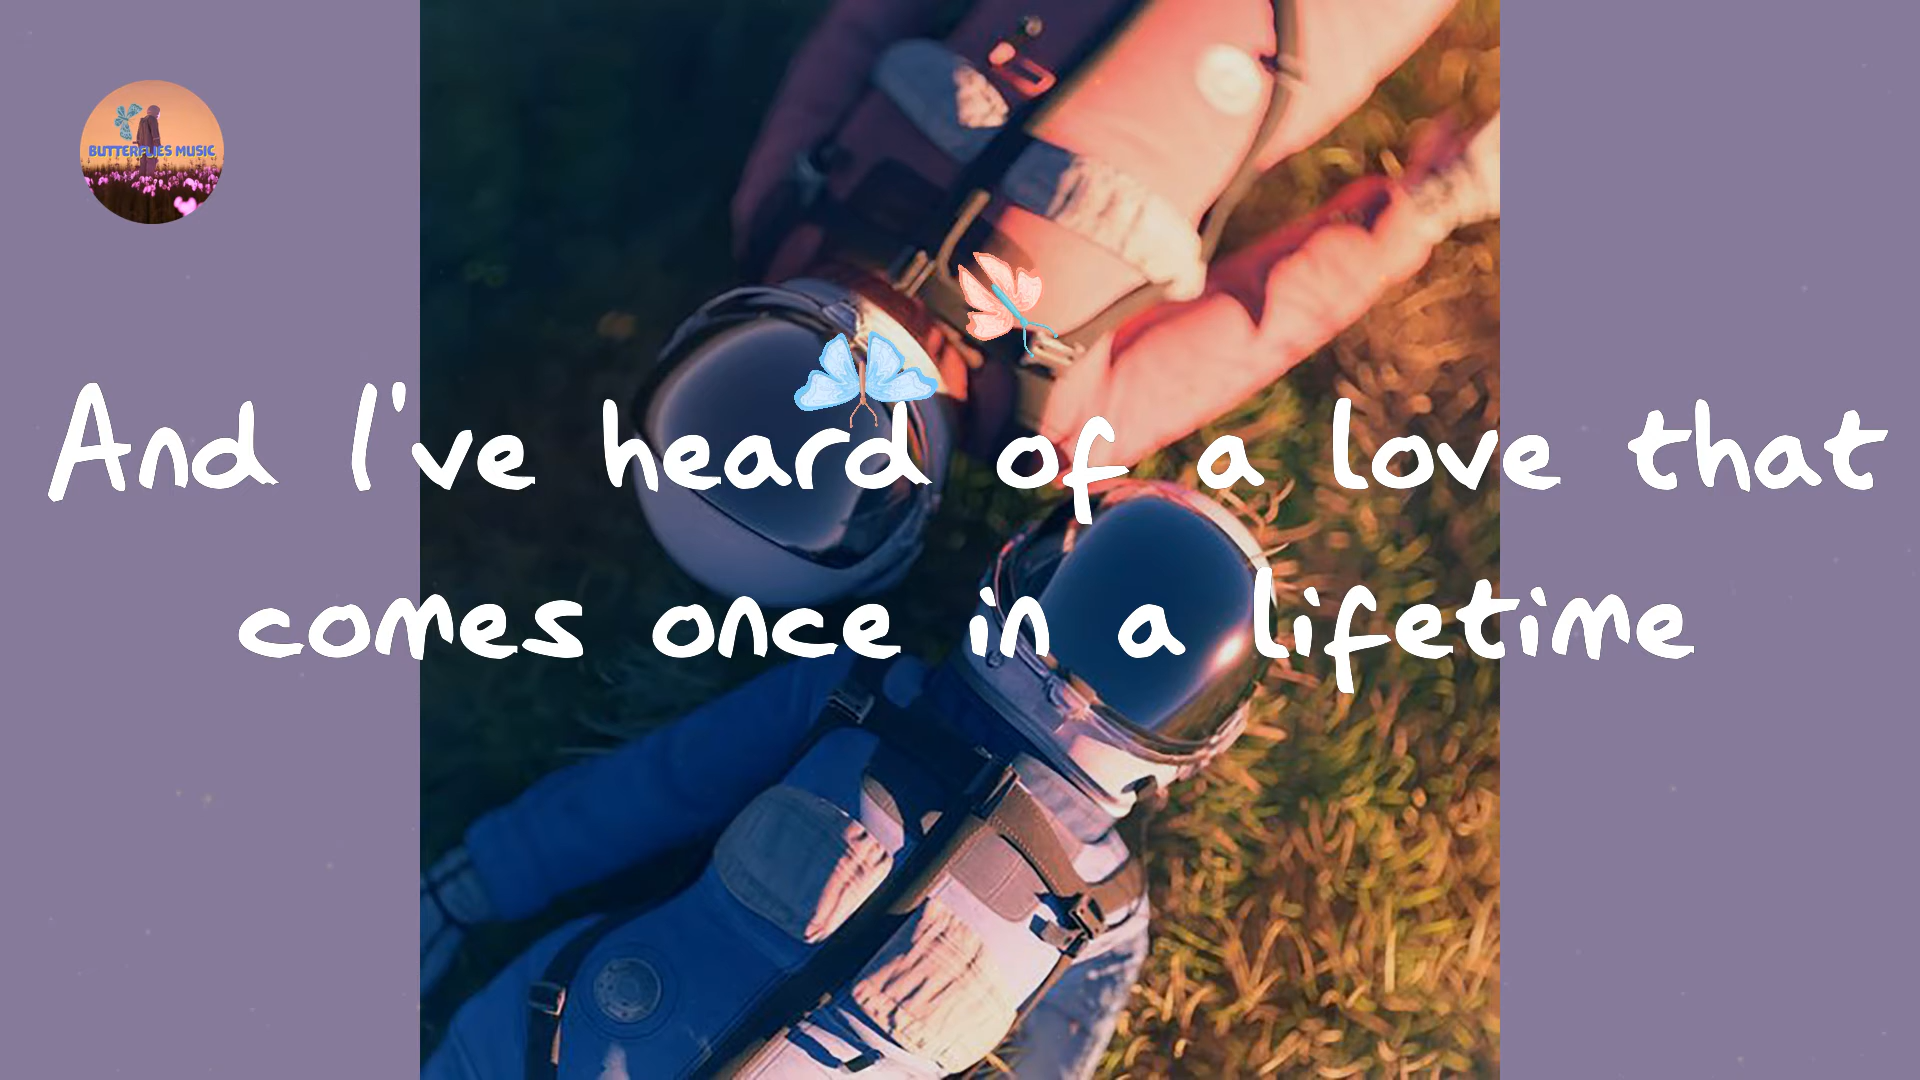 BUTTERFLIES MUSIC
And I've heard of a love that
comes once in a lifetime